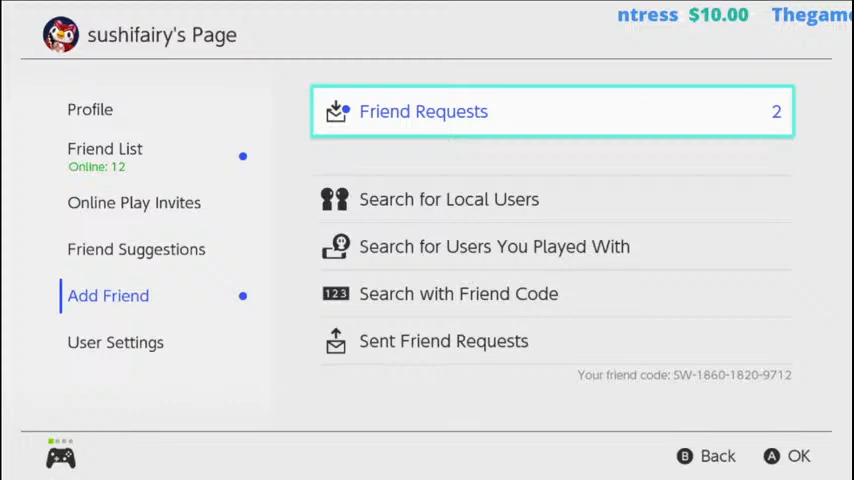 ntress $10.00 Thegam
sushifairy's Page
Profile
Friend List
Online: 12
Online Play Invites
Friend Suggestions
Add Friend
User Settings
Friend Requests 2
Search for Local Users
Search for Users You Played With
123 Search with Friend Code
Sent Friend Requests
Your friend code: SW-1860-1820-9712
B Back A OK